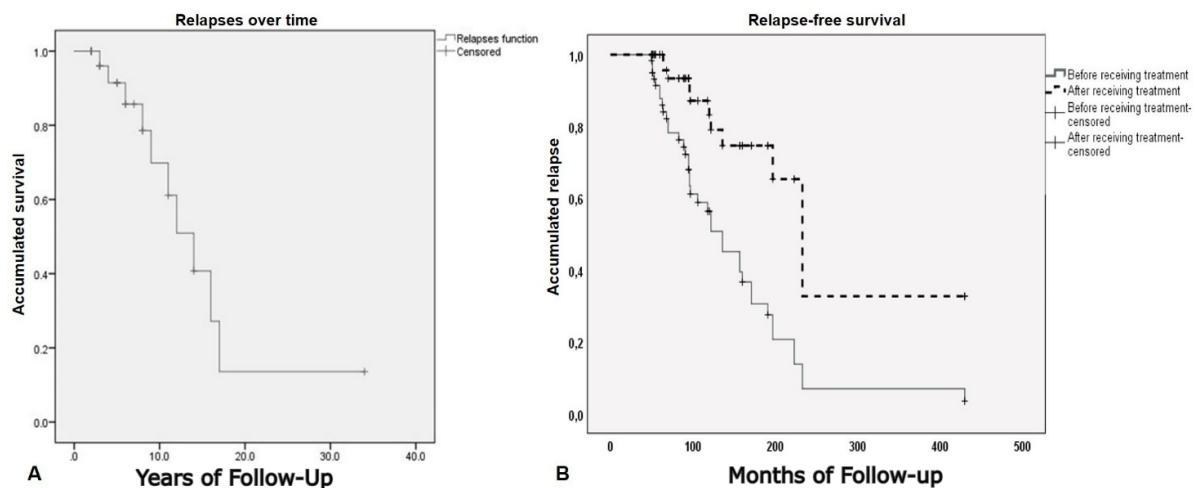 Relapses over time
Relapses function
Censored
1.0
0.8
0.6
0.4
0.2
0.0
Accumulated survival
.0 10.0 20.0 30.0 40.0
A
Years of Follow-Up
Relapse-free survival
Before receiving treatment
After receiving treatment
Before receiving treatment-
censored
After receiving treatment-
censored
1,0
0,8
0,6
0,4
0,2
0,0
Accumulated relapse
0 100 200 300 400 500
B
Months of Follow-up